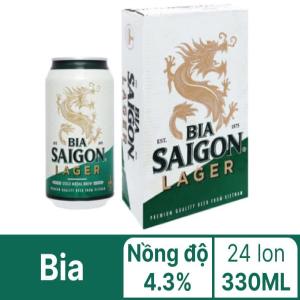 BIA
SAIGON
LAGER
BIA
EST. 1875
SAIGON
LAGER
PREMIUM QUALITY BEER FROM VIETNAM
Bia
Nồng độ
4.3%
24 lon
330ML